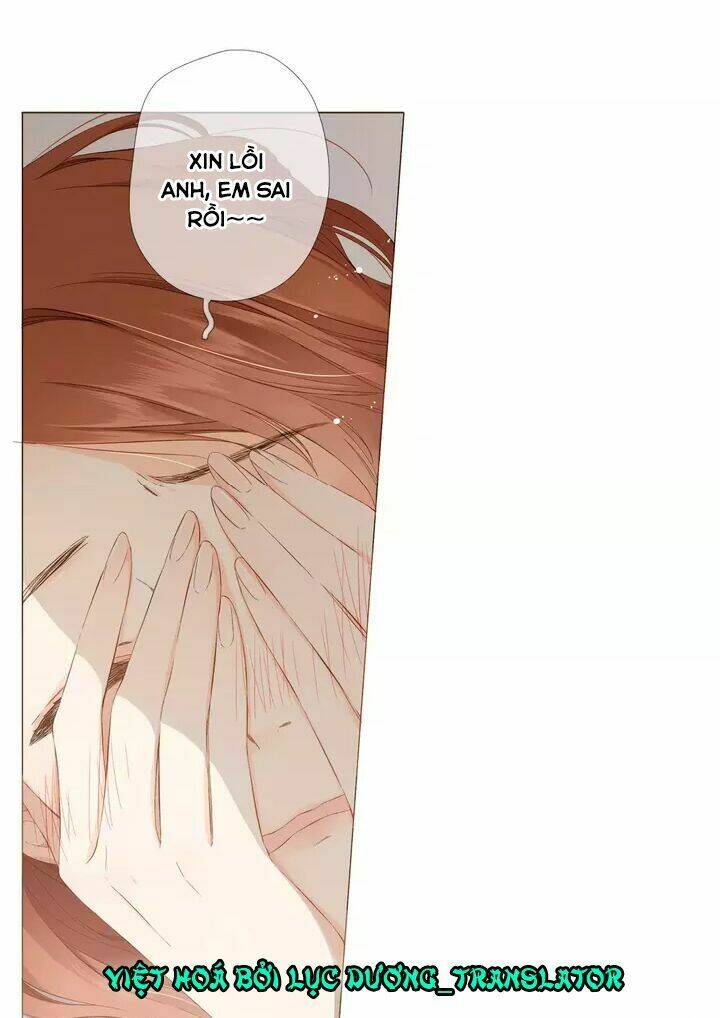 XIN LỖI
ANH, EM SAI
RỒI~~
VIỆT HOÁ BỞI LỤC DƯƠNG_TRANSLATOR